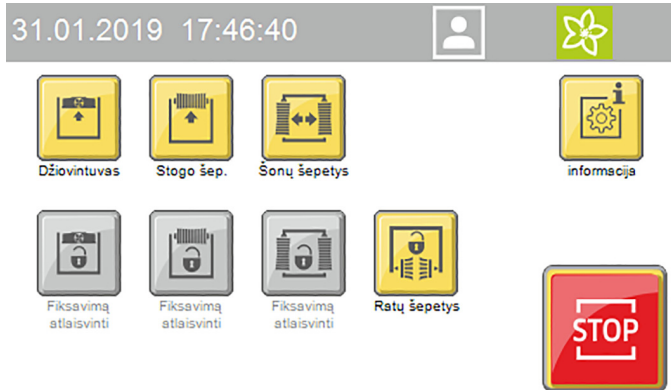 31.01.2019 17:46:40
Džiovintuvas
Stogo šep.
Šonų šepetys
informacija
Fiksavimą
atlaisvinti
Fiksavimą
atlaisvinti
Fiksavimą
atlaisvinti
Ratų šepetys
STOP